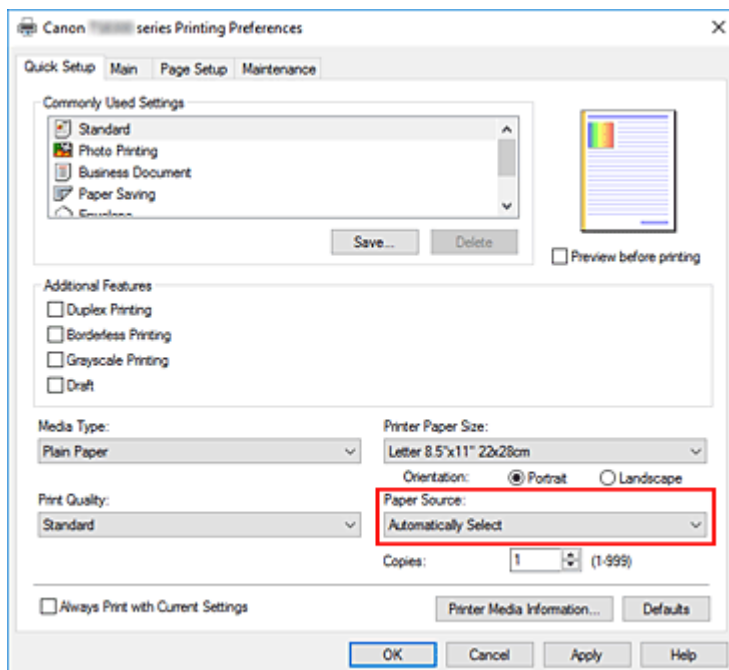 Canon series Printing Preferences
Quick Setup Main Page Setup Maintenance
Commonly Used Settings
Standard
Photo Printing
Business Document
Paper Saving
Envelope
Save... Delete
Preview before printing
Additional Features
Duplex Printing
Borderless Printing
Grayscale Printing
Draft
Media Type: Printer Paper Size:
Plain Paper Letter 8.5"x11" 22x28cm
Orientation: Portrait Landscape
Print Quality: Paper Source:
Standard Automatically Select
Copies: 1 (1-999)
Always Print with Current Settings Printer Media Information... Defaults
OK Cancel Apply Help